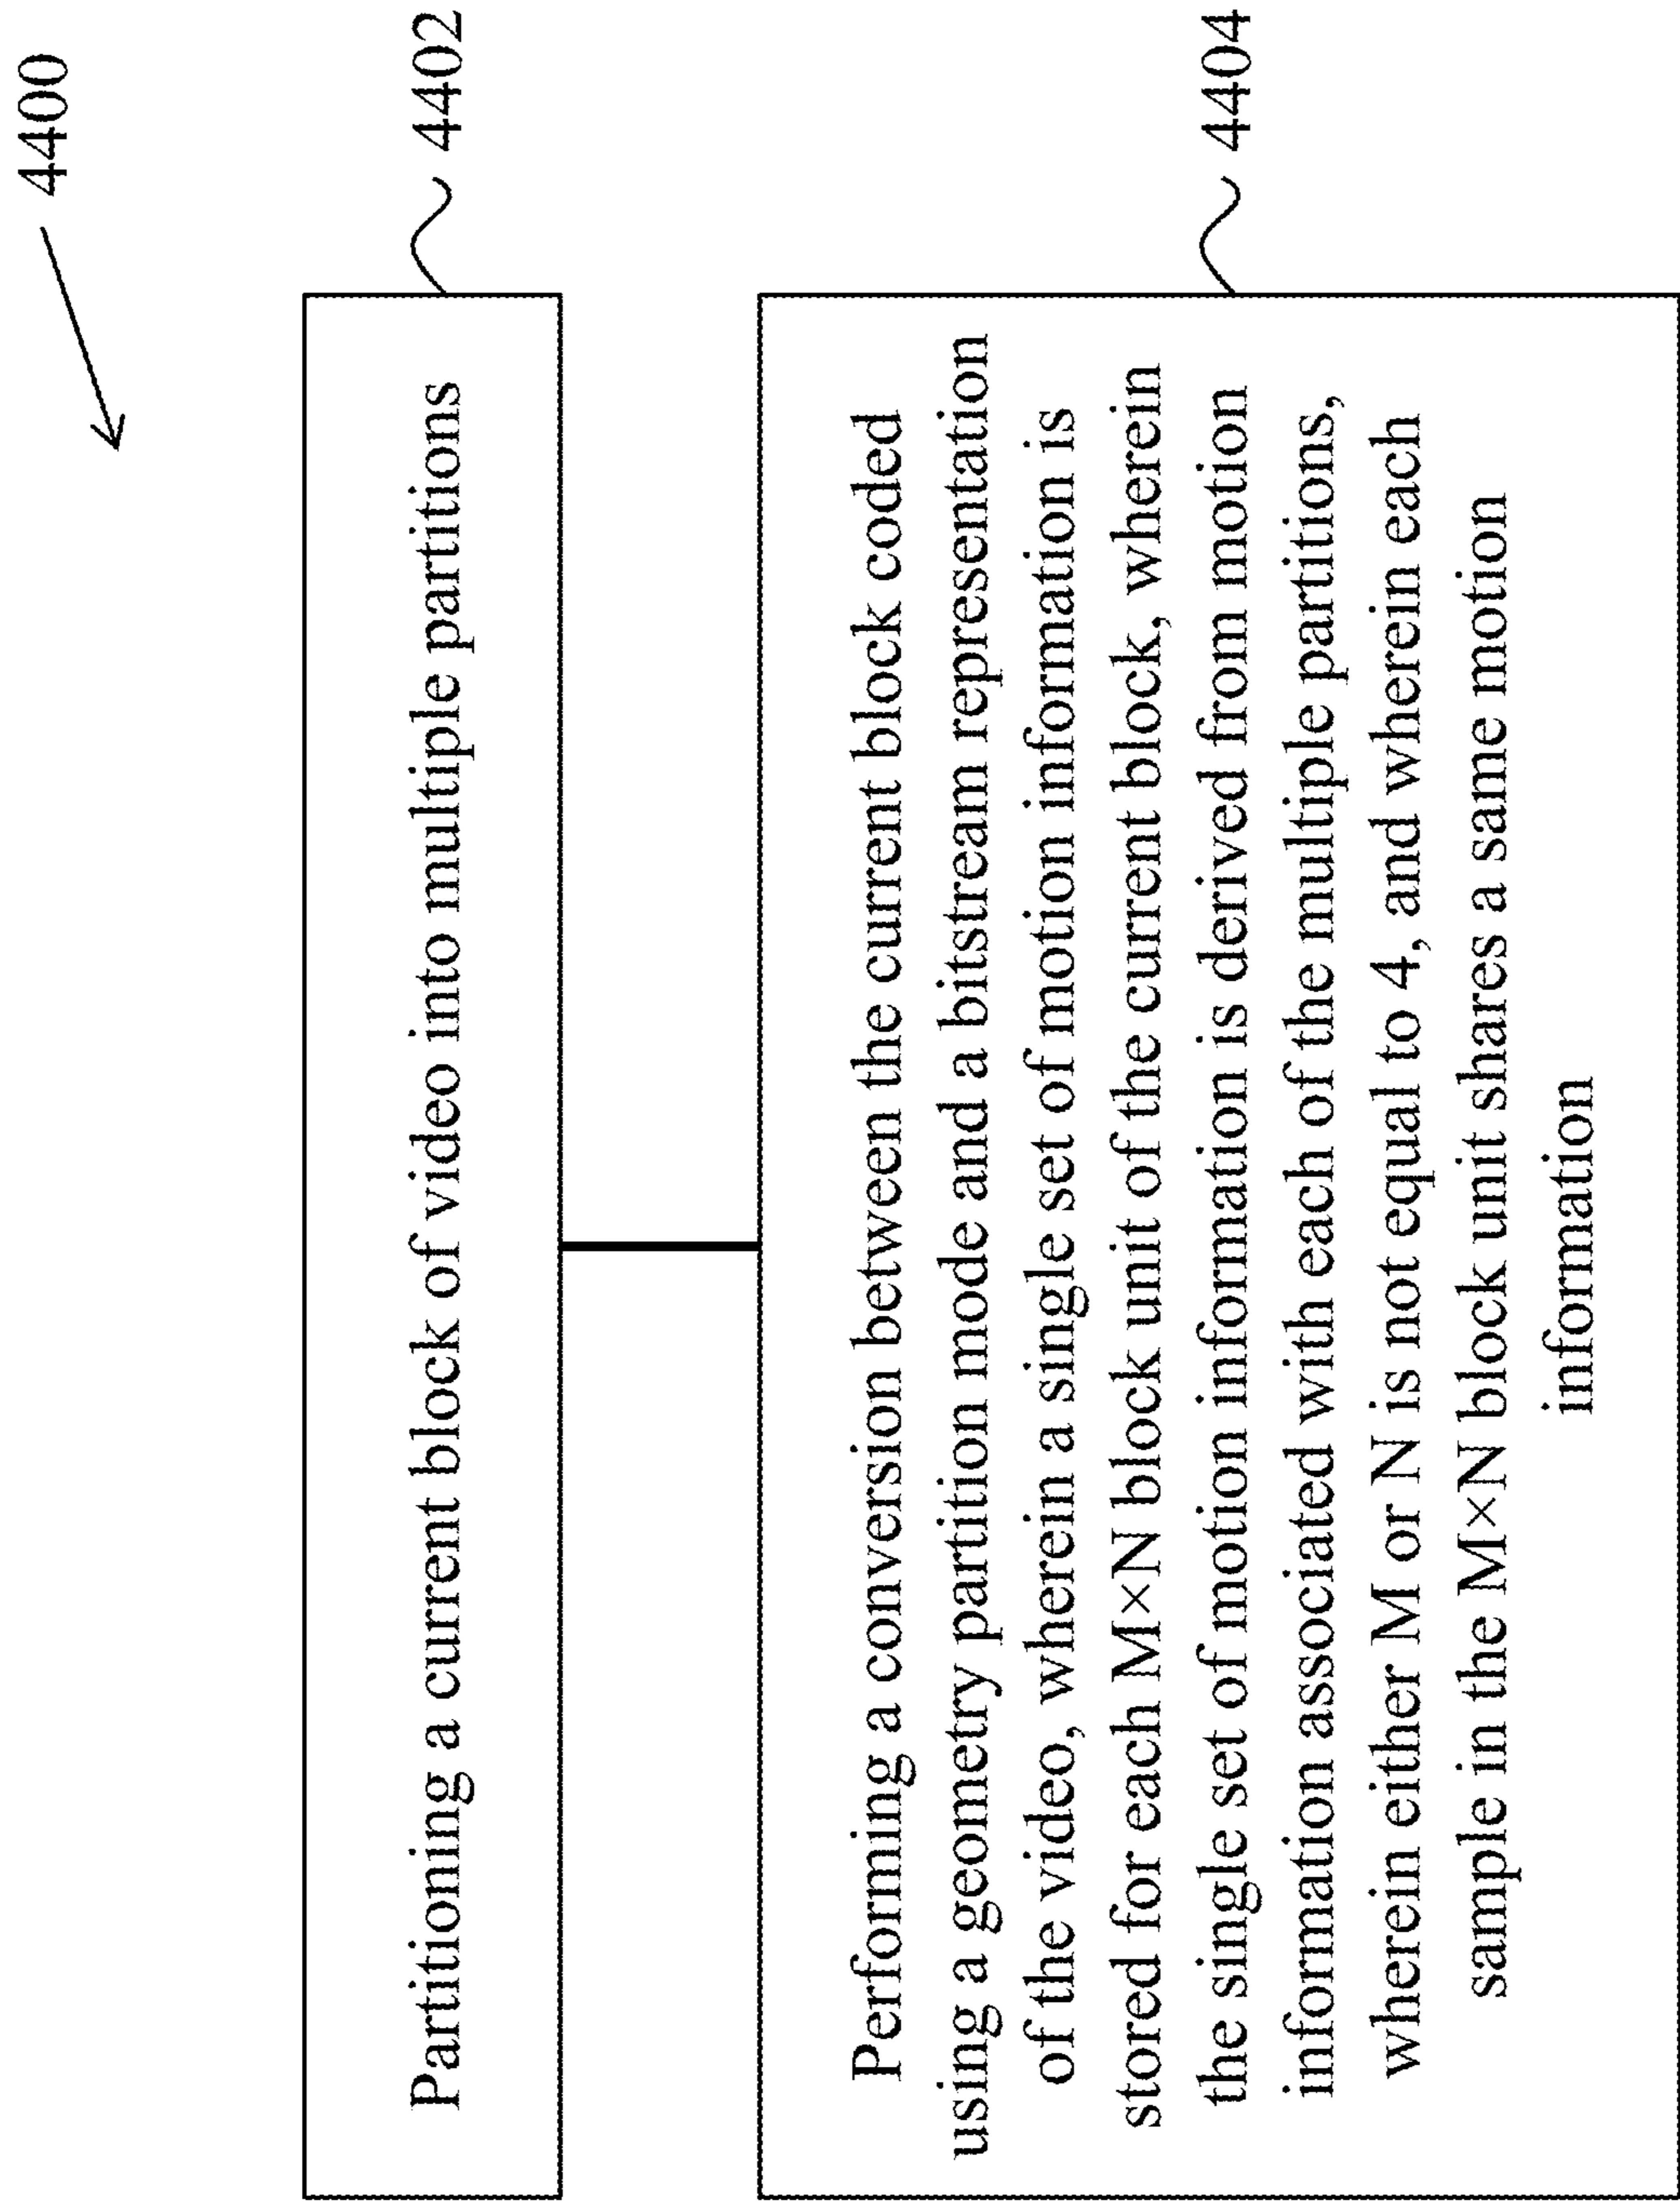 4400
Partitioning a current block of video into multiple partitions
4402
Performing a conversion between the current block coded
using a geometry partition mode and a bitstream representation
of the video, wherein a single set of motion information is
stored for each M×N block unit of the current block, wherein
the single set of motion information is derived from motion
information associated with each of the multiple partitions,
wherein either M or N is not equal to 4, and wherein each
sample in the M×N block unit shares a same motion
information
4404